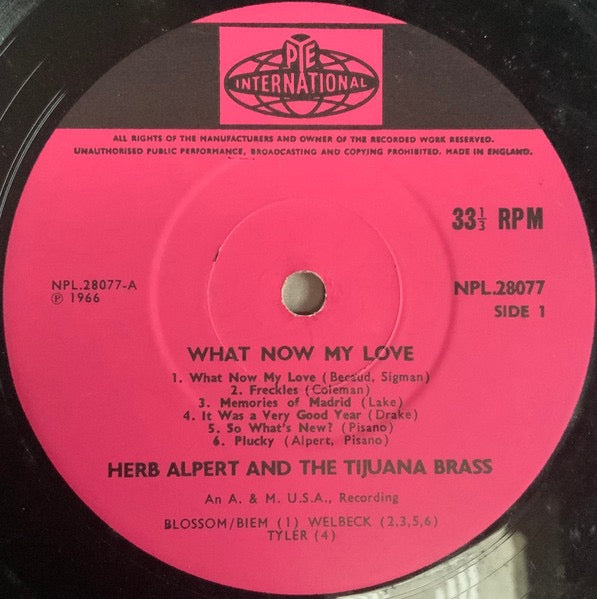 PYE
INTERNATIONAL
ALL RIGHTS OF THE MANUFACTURERS AND OWNER OF THE RECORDED WORK RESERVED.
UNAUTHORISED PUBLIC PERFORMANCE, BROADCASTING AND COPYING PROHIBITED. MADE IN ENGLAND.
33⅓ RPM
NPL.28077-A
℗ 1966
NPL.28077
SIDE 1
WHAT NOW MY LOVE
1. What Now My Love (Becaud, Sigman)
2. Freckles (Coleman)
3. Memories of Madrid (Lake)
4. It Was a Very Good Year (Drake)
5. So What's New? (Pisano)
6. Plucky (Alpert, Pisano)
HERB ALPERT AND THE TIJUANA BRASS
An A. & M. U.S.A., Recording
BLOSSOM/BIEM (1) WELBECK (2,3,5,6)
TYLER (4)